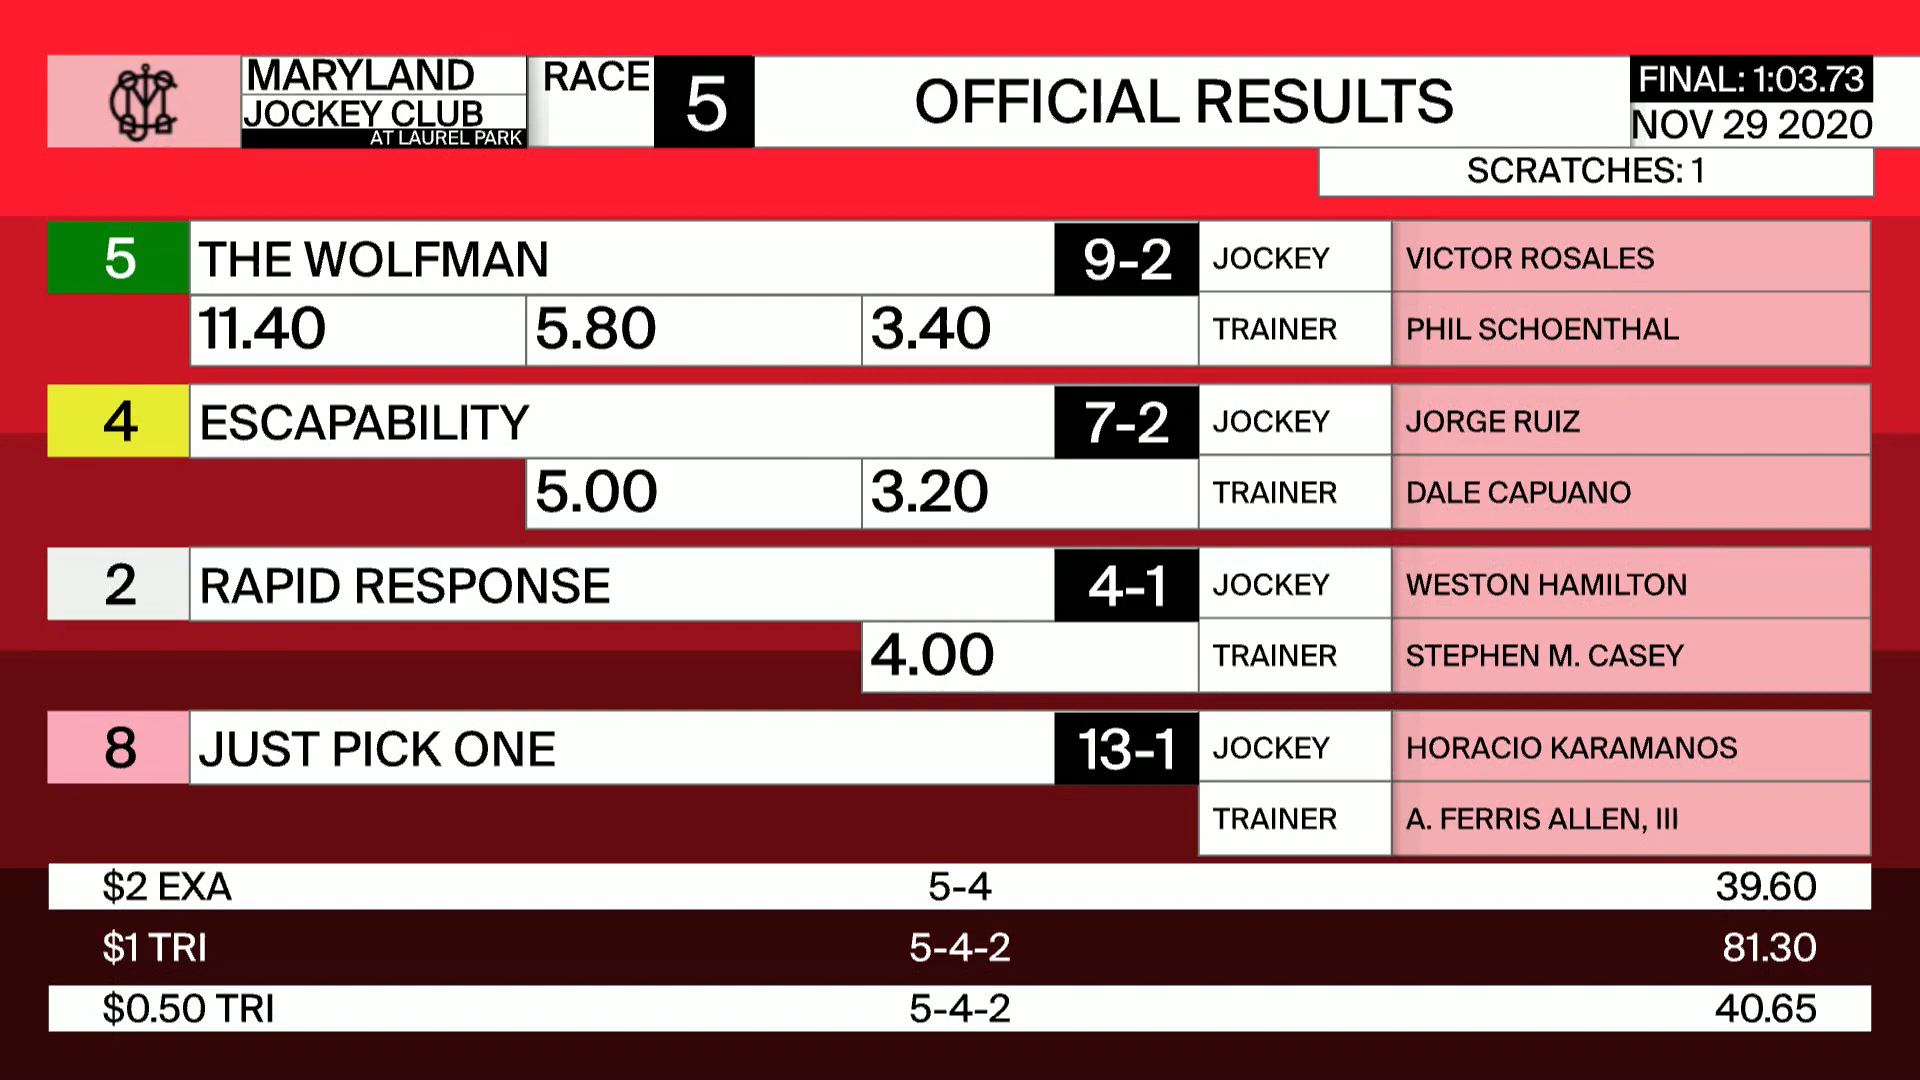 MARYLAND
JOCKEY CLUB
AT LAUREL PARK
RACE 5
OFFICIAL RESULTS
FINAL: 1:03.73
NOV 29 2020
SCRATCHES: 1
5 THE WOLFMAN 9-2 JOCKEY VICTOR ROSALES
11.40 5.80 3.40 TRAINER PHIL SCHOENTHAL
4 ESCAPABILITY 7-2 JOCKEY JORGE RUIZ
5.00 3.20 TRAINER DALE CAPUANO
2 RAPID RESPONSE 4-1 JOCKEY WESTON HAMILTON
4.00 TRAINER STEPHEN M. CASEY
8 JUST PICK ONE 13-1 JOCKEY HORACIO KARAMANOS
TRAINER A. FERRIS ALLEN, III
$2 EXA 5-4 39.60
$1 TRI 5-4-2 81.30
$0.50 TRI 5-4-2 40.65